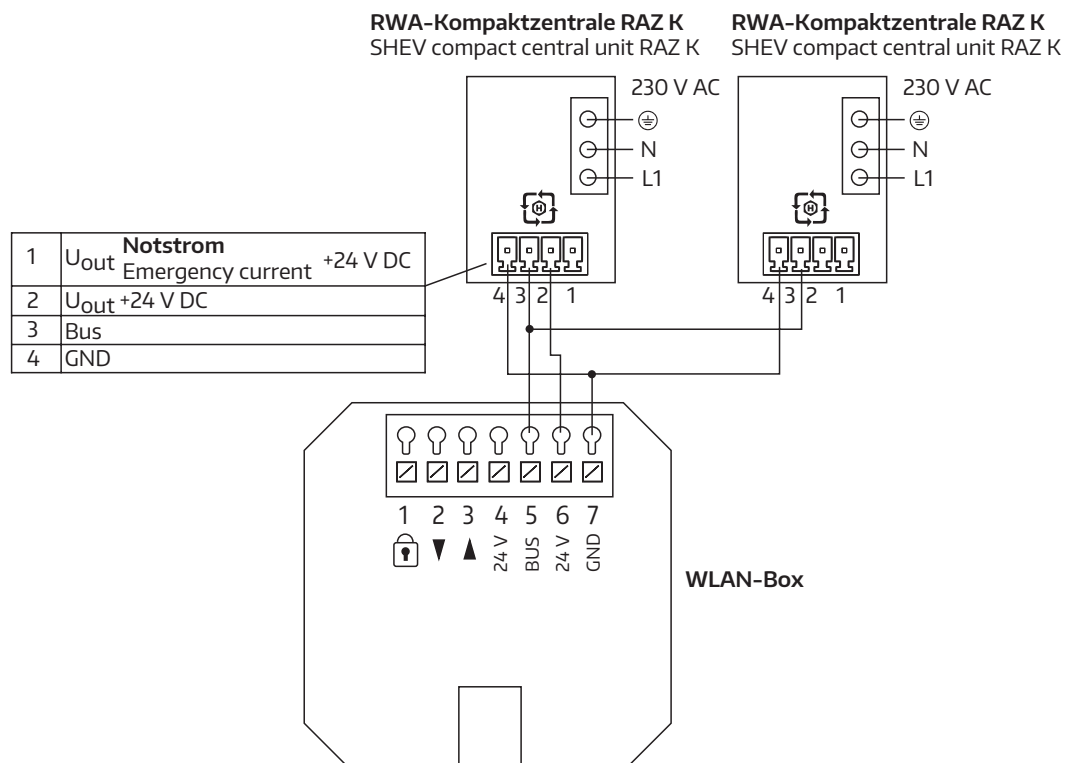 RWA-Kompaktzentrale RAZ K
SHEV compact central unit RAZ K
RWA-Kompaktzentrale RAZ K
SHEV compact central unit RAZ K
230 V AC
N
L1
H
4 3 2 1
230 V AC
N
L1
H
4 3 2 1
1 Uout Notstrom
Emergency current +24 V DC
2 Uout +24 V DC
3 Bus
4 GND
1 2 3 4 5 6 7
24 V BUS 24 V GND
WLAN-Box